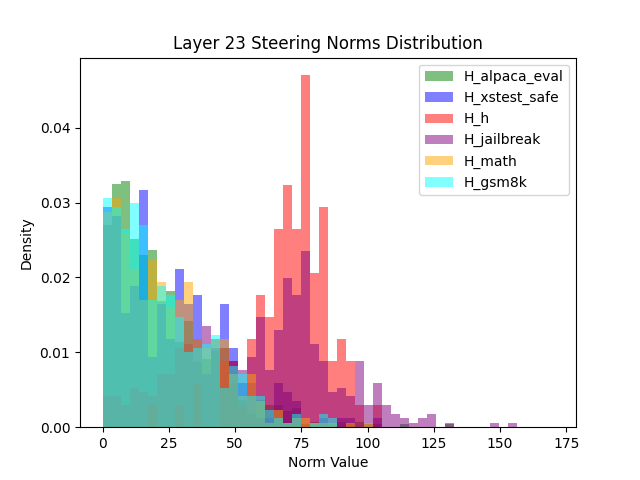 Layer 23 Steering Norms Distribution
H_alpaca_eval
H_xstest_safe
H_h
H_jailbreak
H_math
H_gsm8k
Density
0.04
0.03
0.02
0.01
0.00
0 25 50 75 100 125 150 175
Norm Value